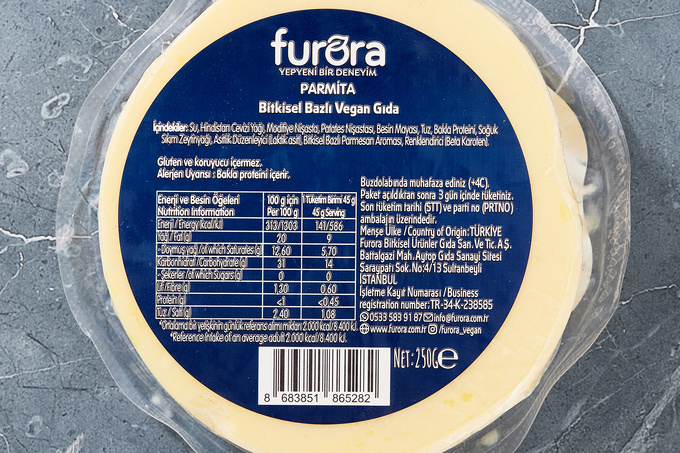 furora
YEPYENİ BİR DENEYİM
PARMİTA
Bitkisel Bazlı Vegan Gıda
İçindekiler: Su, Hindistan Cevizi Yağı, Modifiye Nişasta, Patates Nişastası, Besin Mayası, Tuz, Bakla Proteini, Soğuk
Sıkım Zeytinyağı, Asitlik Düzenleyici (Laktik asit), Bitkisel Bazlı Parmesan Aroması, Renklendirici (Beta Karoten).
Gluten ve koruyucu içermez.
Alerjen Uyarısı : Bakla proteini içerir.
Enerji ve Besin Öğeleri 100 g için 1 Tüketim Birimi 45 g
Nutrition Information Per 100 g 45 g Serving
Enerji / Energy (kcal/kJ) 313/1303 141/586
Yağ / Fat (g) 20 9
- Doymuş yağ / of which Saturates (g) 12,60 5,70
Karbonhidrat / Carbohydrate (g) 31 14
- Şekerler / of which Sugars (g) 0 0
Lif / Fibre (g) 1,30 0,60
Protein (g) <1 <0,45
Tuz / Salt (g) 2,40 1,08
*Ortalama bir yetişkinin günlük referans alımı miktarı 2.000 kcal/8.400 kJ.
*Reference intake of an average adult 2.000 kcal/8.400 kJ.
Buzdolabında muhafaza ediniz (+4C).
Paket açıldıktan sonra 3 gün içinde tüketiniz.
Son tüketim tarihi (STT) ve parti no (PRTNO)
ambalajın üzerindedir.
Menşe Ülke / Country of Origin: TÜRKİYE
Furora Bitkisel Ürünler Gıda San. Ve Tic. A.Ş.
Battalgazi Mah. Aytop Gıda Sanayi Sitesi
Saraypatı Sok. No:4/13 Sultanbeyli
İSTANBUL
İşletme Kayıt Numarası / Business
registration number: TR-34-K-238585
0533 583 91 87 info@furora.com.tr
www.furora.com.tr /furora_vegan
NET: 250G e
8 683851 865282